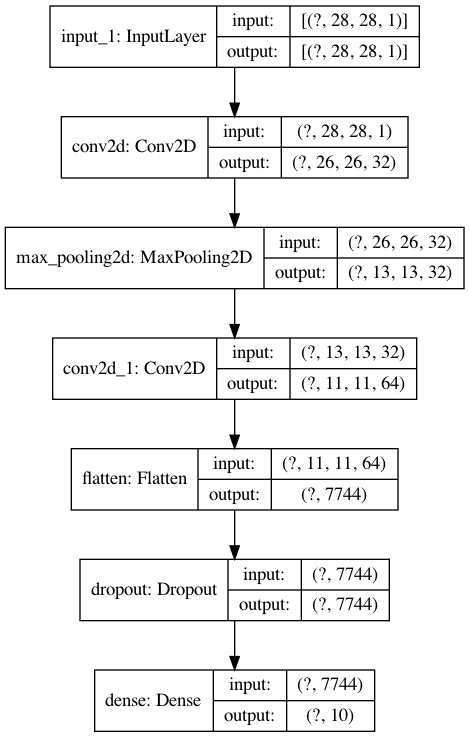 input_1: InputLayer
input:
[(?, 28, 28, 1)]
output:
[(?, 28, 28, 1)]
conv2d: Conv2D
input:
(?, 28, 28, 1)
output:
(?, 26, 26, 32)
max_pooling2d: MaxPooling2D
input:
(?, 26, 26, 32)
output:
(?, 13, 13, 32)
conv2d_1: Conv2D
input:
(?, 13, 13, 32)
output:
(?, 11, 11, 64)
flatten: Flatten
input:
(?, 11, 11, 64)
output:
(?, 7744)
dropout: Dropout
input:
(?, 7744)
output:
(?, 7744)
dense: Dense
input:
(?, 7744)
output:
(?, 10)